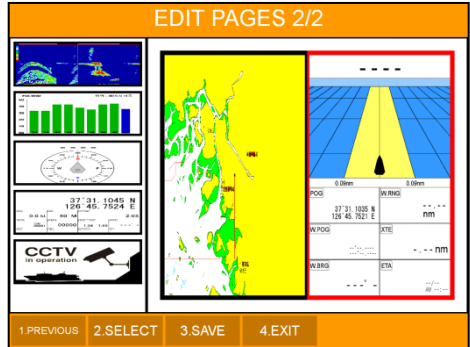 EDIT PAGES 2/2
37˚31.1045 N
126˚45.7524 E
CCTV
in operation
- - - -
0.09nm 0.09nm
POG
37˚31.1045 N
126˚45.7521 E
W.RNG
--.--
nm
W.POG
XTE
-.-- nm
W.BRG
---˚-
ETA
1.PREVIOUS 2.SELECT 3.SAVE 4.EXIT